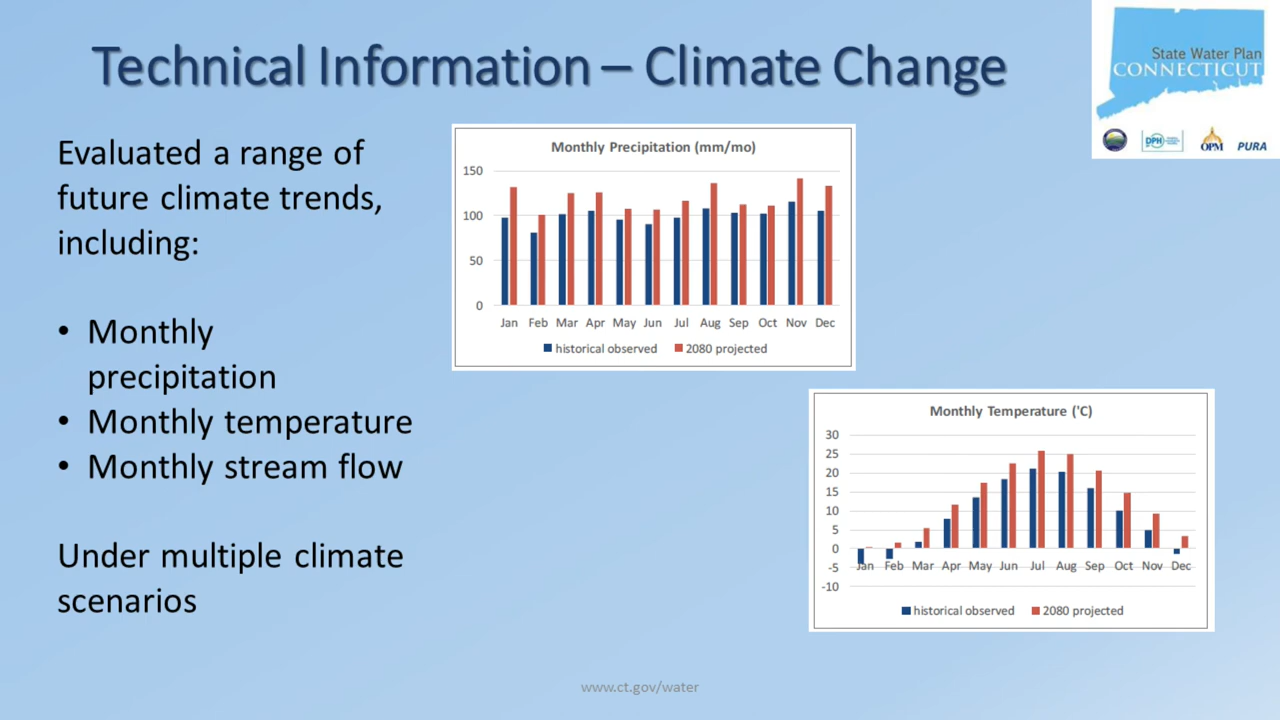 Technical Information – Climate Change
State Water Plan
CONNECTICUT
DPH
OPM
PURA
Evaluated a range of
future climate trends,
including:
• Monthly
precipitation
• Monthly temperature
• Monthly stream flow
Under multiple climate
scenarios
Monthly Precipitation (mm/mo)
150
100
50
0
Jan Feb Mar Apr May Jun Jul Aug Sep Oct Nov Dec
historical observed 2080 projected
Monthly Temperature ('C)
30
25
20
15
10
5
0
-5
-10
Jan Feb Mar Apr May Jun Jul Aug Sep Oct Nov Dec
historical observed 2080 projected
www.ct.gov/water